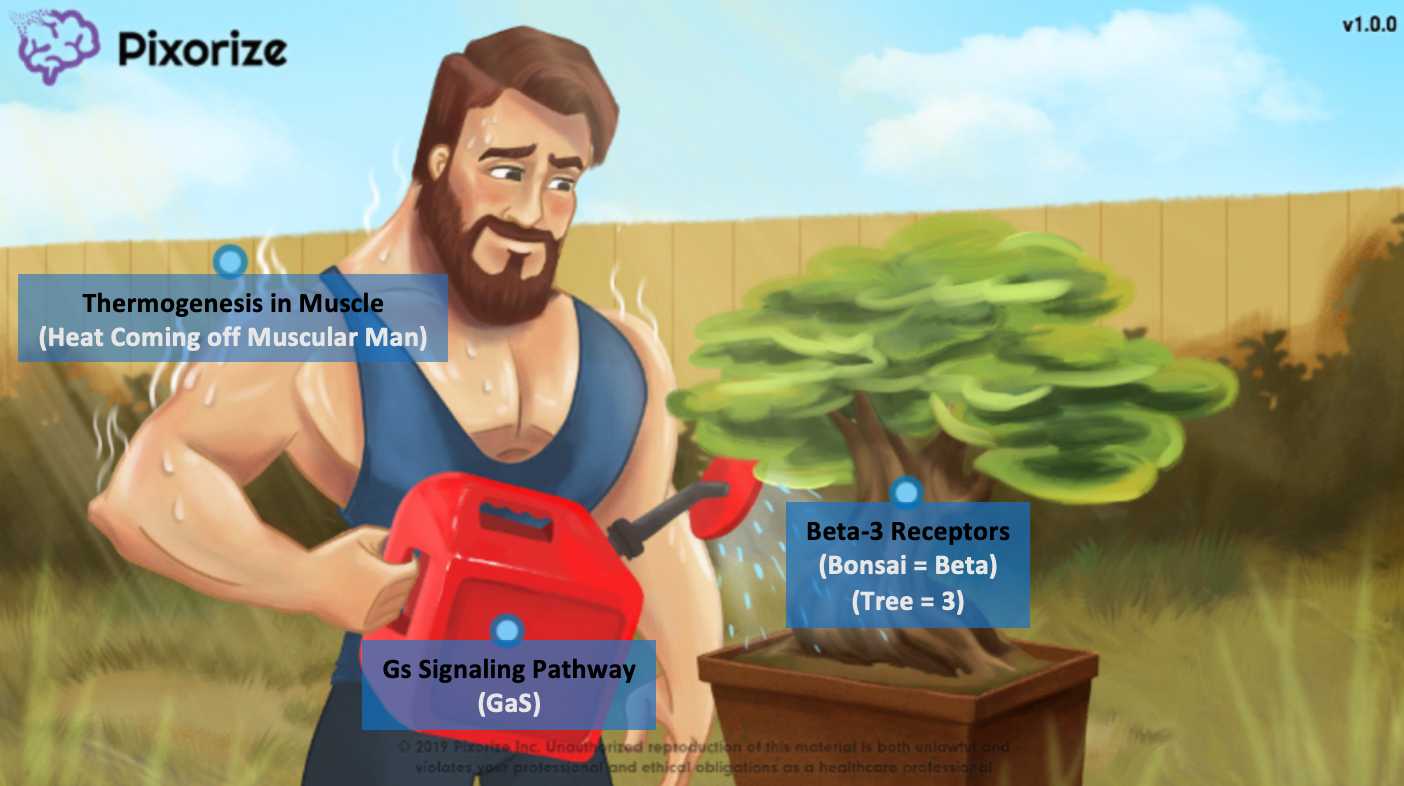 Pixorize
v1.0.0
Thermogenesis in Muscle
(Heat Coming off Muscular Man)
Beta-3 Receptors
(Bonsai = Beta)
(Tree = 3)
Gs Signaling Pathway
(GaS)
© 2019 Pixorize Inc. Unauthorized reproduction of this material is both unlawful and
violates your professional and ethical obligations as a healthcare professional